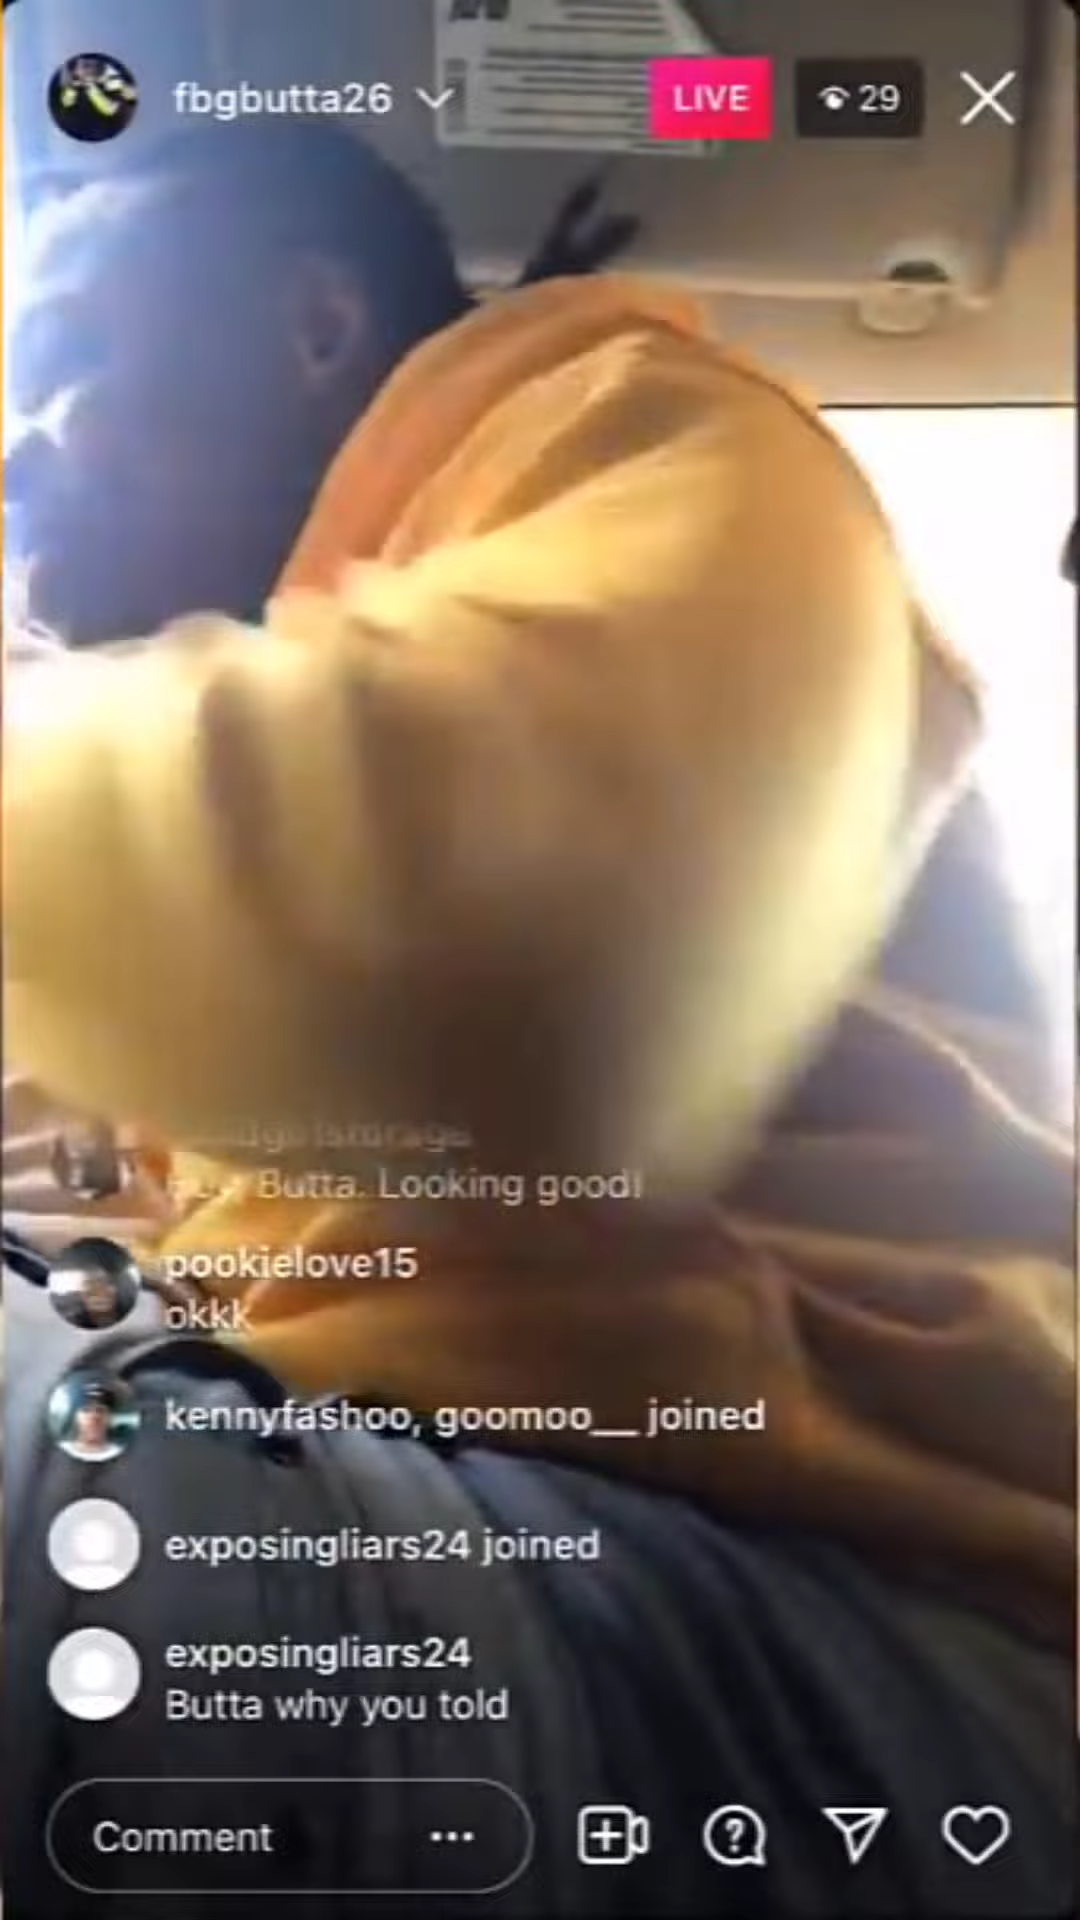 fbgbutta26
LIVE
29
Butta. Looking good!
pookielove15
okkk
kennyfashoo, goomoo__ joined
exposingliars24 joined
exposingliars24
Butta why you told
Comment